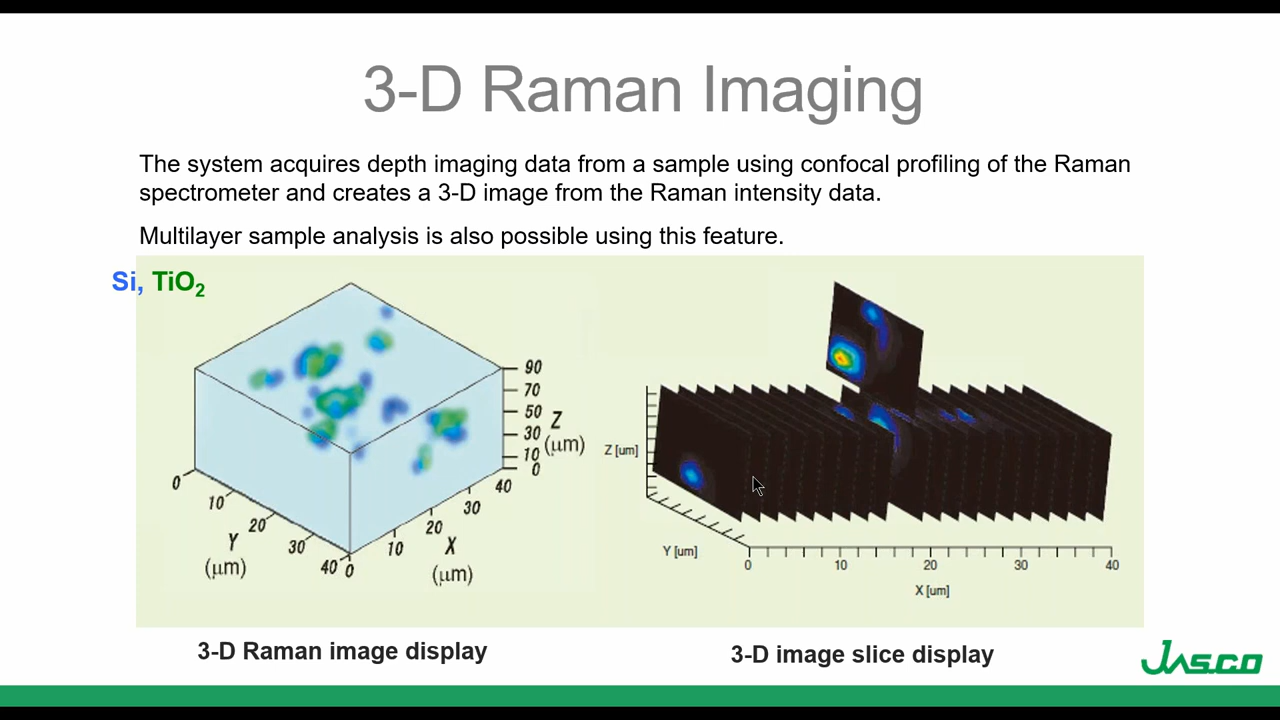 3-D Raman Imaging
The system acquires depth imaging data from a sample using confocal profiling of the Raman
spectrometer and creates a 3-D image from the Raman intensity data.
Multilayer sample analysis is also possible using this feature.
Si, TiO₂
90
70
50
30
10
0
Z
(μm)
0
10
20
30
40
Y
(μm)
0
10
20
30
40
X
(μm)
Z [um]
Y [um]
0
10
20
30
40
X [um]
3-D Raman image display
3-D image slice display
Jasco